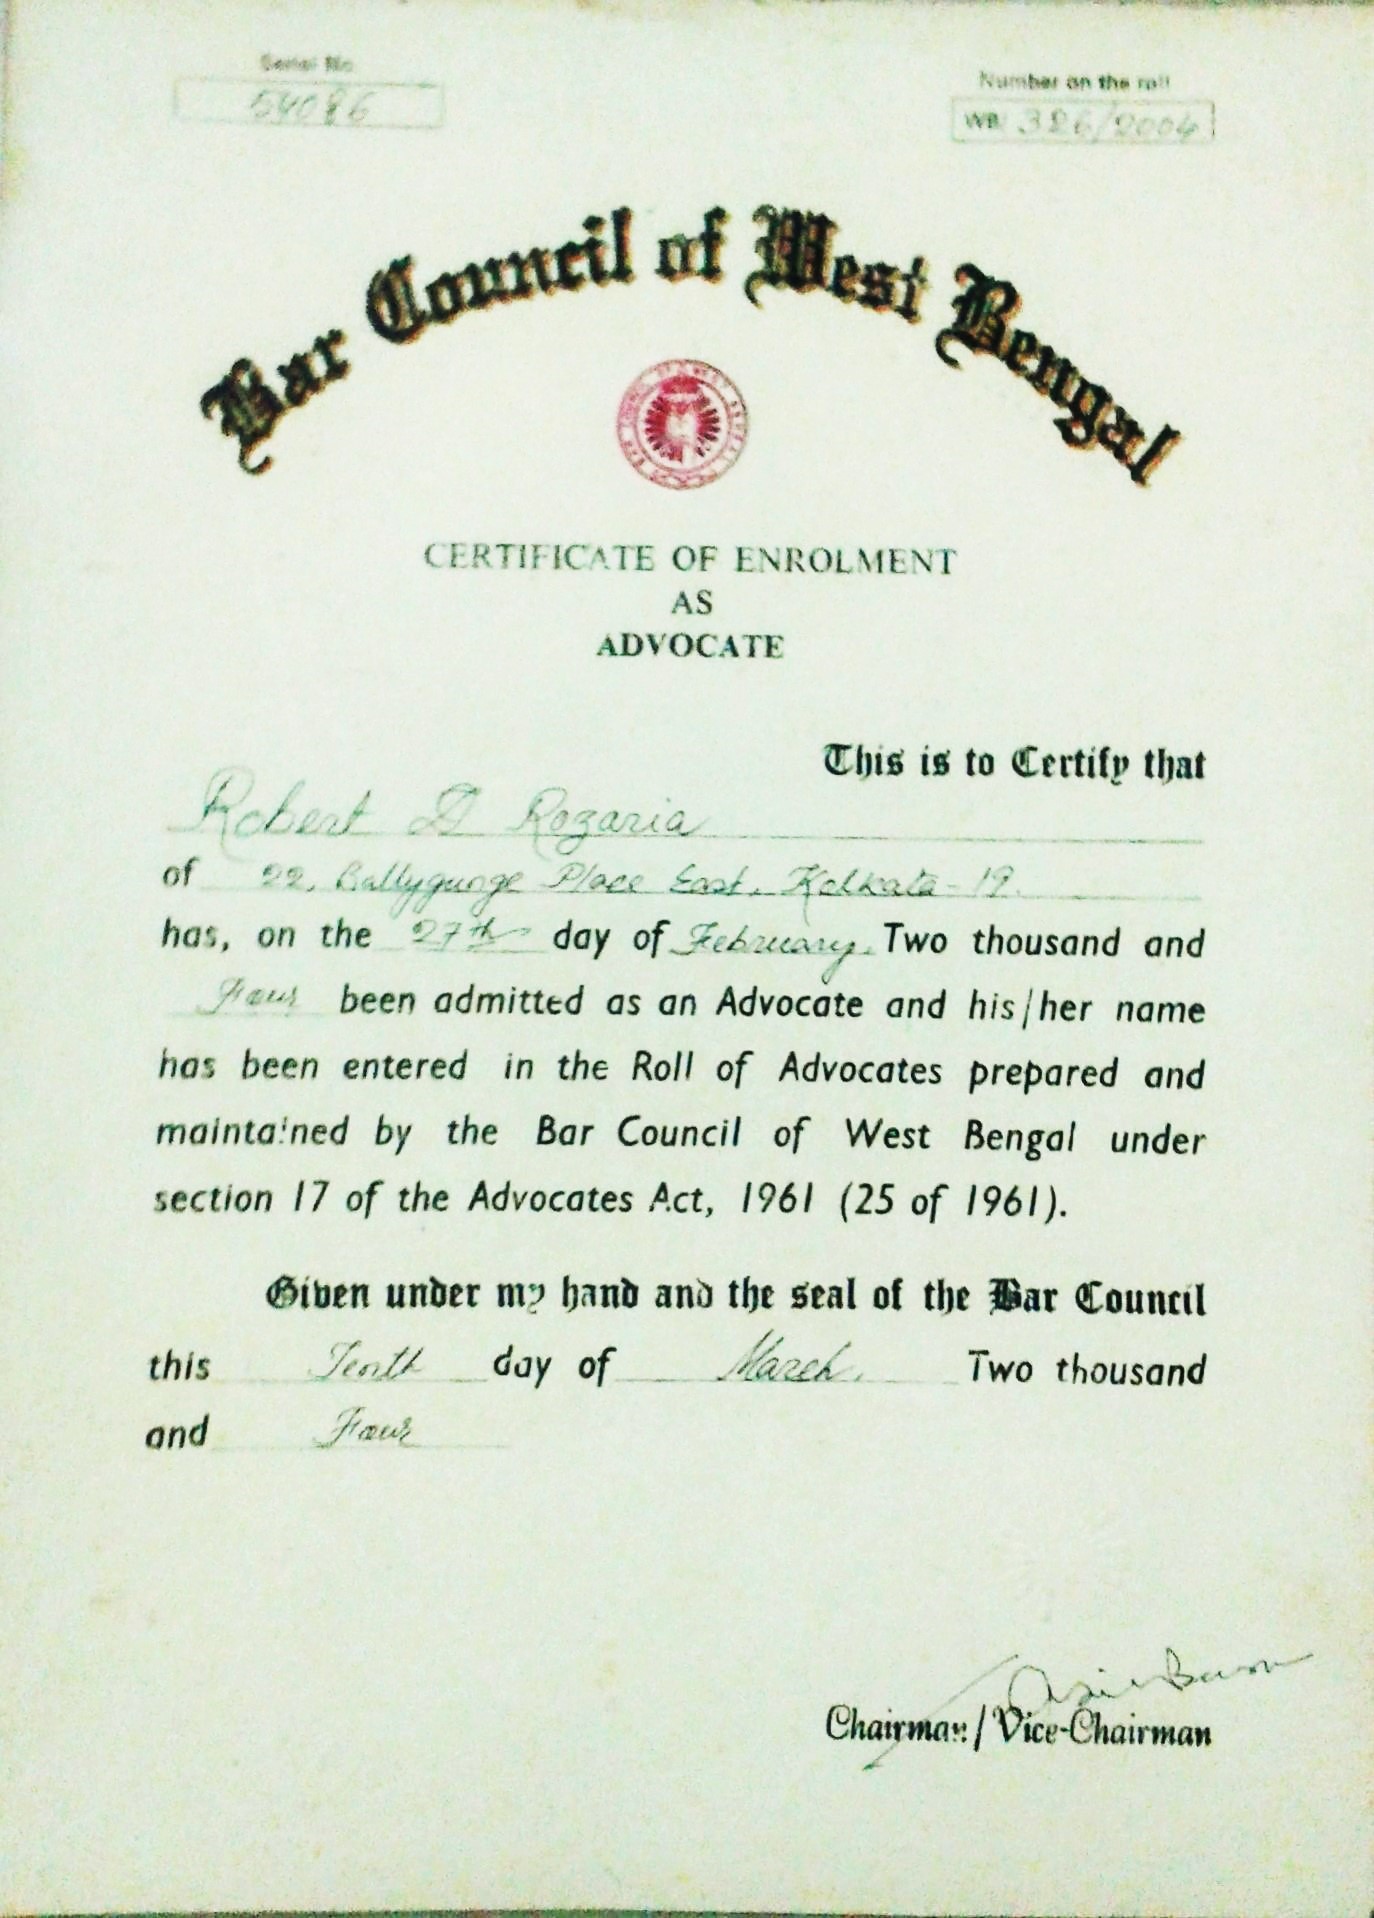 Serial No
54086
Number on the roll
WB 326/2004
Bar Council of West Bengal
CERTIFICATE OF ENROLMENT
AS
ADVOCATE
This is to Certify that
Robert D Rozaria
of 22, Ballygunge Place East, Kolkata-19.
has, on the 27th day of February, Two thousand and
Four been admitted as an Advocate and his/her name
has been entered in the Roll of Advocates prepared and
maintained by the Bar Council of West Bengal under
section 17 of the Advocates Act, 1961 (25 of 1961).
Given under my hand and the seal of the Bar Council
this Tenth day of March. Two thousand
and Four
Chairman/Vice-Chairman